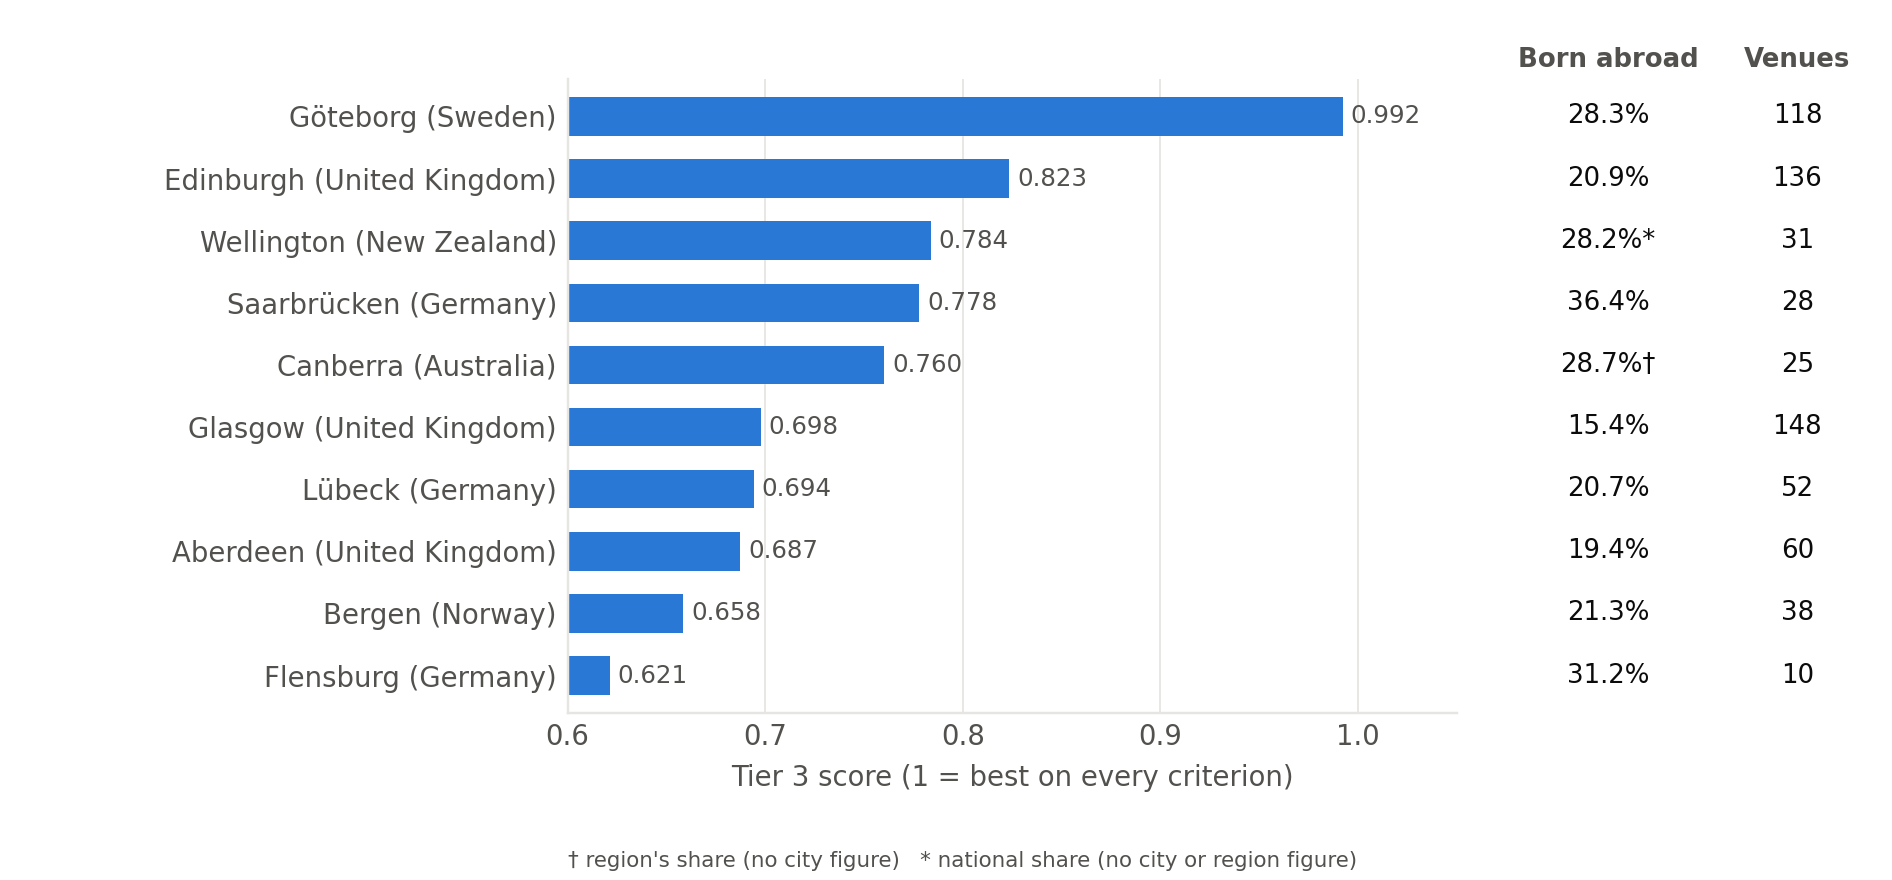 Born abroad Venues
Göteborg (Sweden) 0.992 28.3% 118
Edinburgh (United Kingdom) 0.823 20.9% 136
Wellington (New Zealand) 0.784 28.2%* 31
Saarbrücken (Germany) 0.778 36.4% 28
Canberra (Australia) 0.760 28.7%† 25
Glasgow (United Kingdom) 0.698 15.4% 148
Lübeck (Germany) 0.694 20.7% 52
Aberdeen (United Kingdom) 0.687 19.4% 60
Bergen (Norway) 0.658 21.3% 38
Flensburg (Germany) 0.621 31.2% 10
0.6 0.7 0.8 0.9 1.0
Tier 3 score (1 = best on every criterion)
† region's share (no city figure) * national share (no city or region figure)